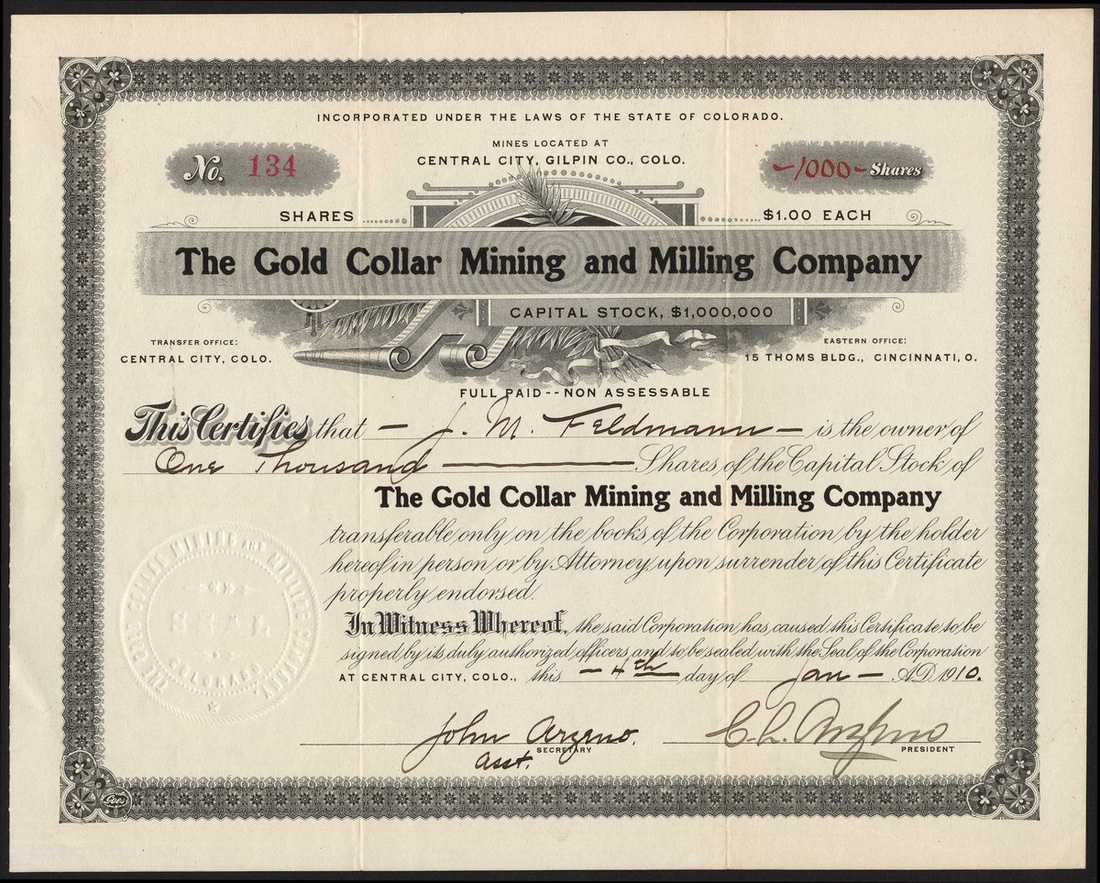 INCORPORATED UNDER THE LAWS OF THE STATE OF COLORADO.
MINES LOCATED AT
CENTRAL CITY, GILPIN CO., COLO.
No. 134
-1000- Shares
SHARES
$1.00 EACH
The Gold Collar Mining and Milling Company
CAPITAL STOCK, $1,000,000
TRANSFER OFFICE:
CENTRAL CITY, COLO.
EASTERN OFFICE:
15 THOMS BLDG., CINCINNATI, O.
FULL PAID -- NON ASSESSABLE
This Certifies that - J. M. Feldmann - is the owner of
One Thousand Shares of the Capital Stock of
The Gold Collar Mining and Milling Company
transferable only on the books of the Corporation by the holder
hereof in person or by Attorney, upon surrender of this Certificate
properly endorsed.
In Witness Whereof, the said Corporation has caused this Certificate to be
signed by its duly authorized officers, and to be sealed with the Seal of the Corporation
AT CENTRAL CITY, COLO., this - 4th day of Jan - A.D. 1910.
THE GOLD COLLAR MINING AND MILLING COMPANY.
SEAL
COLORADO
John
Asst. SECRETARY
C. L.
PRESIDENT